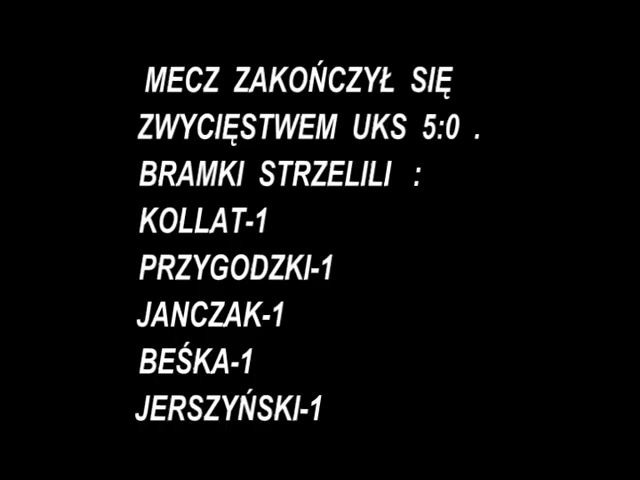 MECZ ZAKOŃCZYŁ SIĘ
ZWYCIĘSTWEM UKS 5:0 .
BRAMKI STRZELILI :
KOLLAT-1
PRZYGODZKI-1
JANCZAK-1
BEŚKA-1
JERSZYŃSKI-1